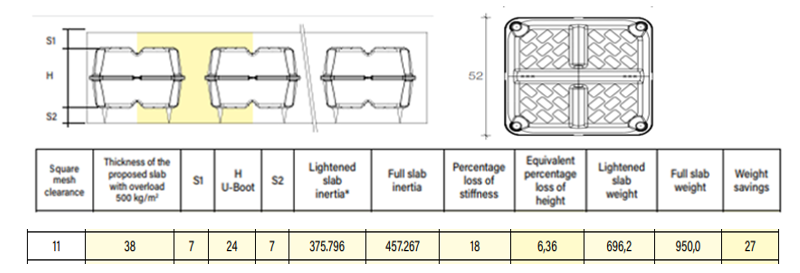 S1
H
S2
52
Square
mesh
clearance
Thickness of the
proposed slab
with overload
500 kg/m²
S1
H
U-Boot
S2
Lightened
slab
inertia*
Full slab
inertia
Percentage
loss of
stiffness
Equivalent
percentage
loss of
height
Lightened
slab
weight
Full slab
weight
Weight
savings
11 38 7 24 7 375.796 457.267 18 6,36 696,2 950,0 27